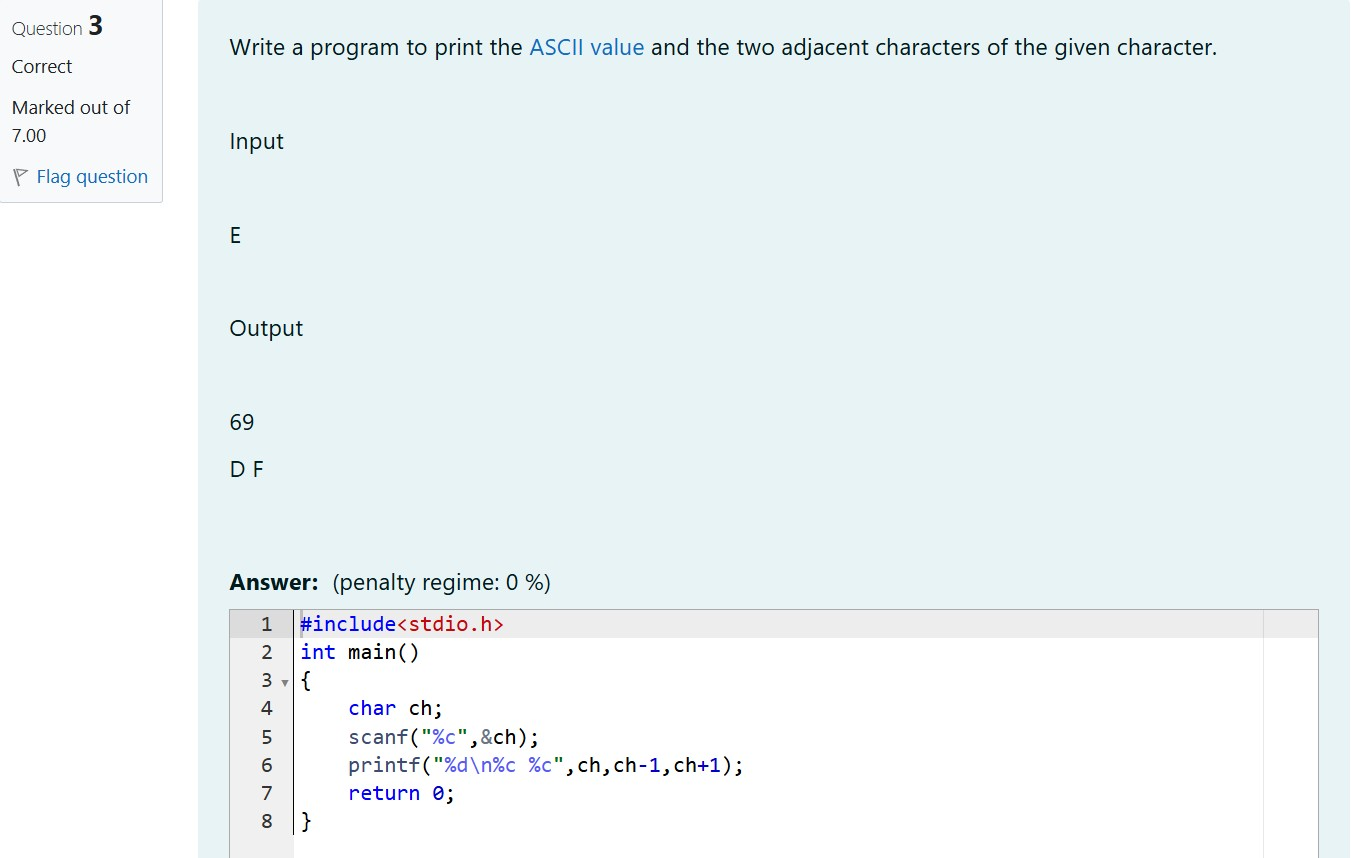 Question 3
Correct
Marked out of
7.00
Flag question
Write a program to print the ASCII value and the two adjacent characters of the given character.
Input
E
Output
69
D F
Answer: (penalty regime: 0 %)
1 #include<stdio.h>
2 int main()
3 {
4     char ch;
5     scanf("%c",&ch);
6     printf("%d\n%c %c",ch,ch-1,ch+1);
7     return 0;
8 }